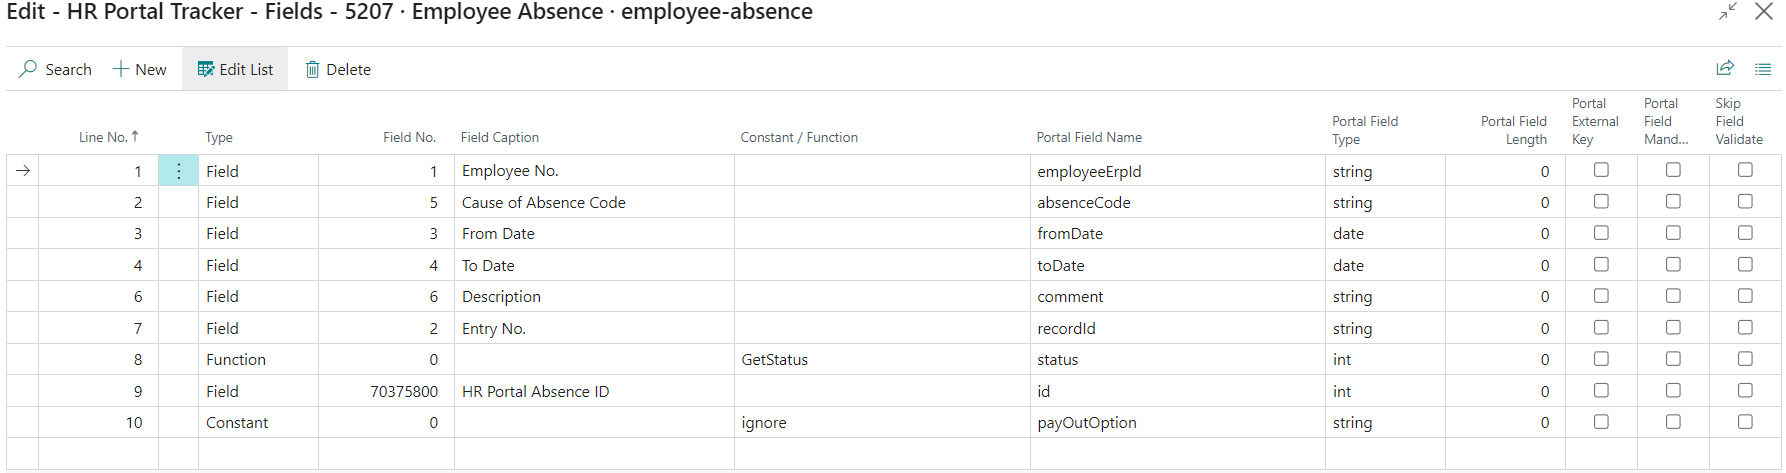 Edit - HR Portal Tracker - Fields - 5207 · Employee Absence · employee-absence
Search New Edit List Delete
Line No. Type Field No. Field Caption Constant / Function Portal Field Name Portal Field Type Portal Field Length Portal External Key Portal Field Mand... Skip Field Validate
1 Field 1 Employee No. employeeErpId string 0
2 Field 5 Cause of Absence Code absenceCode string 0
3 Field 3 From Date fromDate date 0
4 Field 4 To Date toDate date 0
6 Field 6 Description comment string 0
7 Field 2 Entry No. recordId string 0
8 Function 0 GetStatus status int 0
9 Field 70375800 HR Portal Absence ID id int 0
10 Constant 0 ignore payOutOption string 0